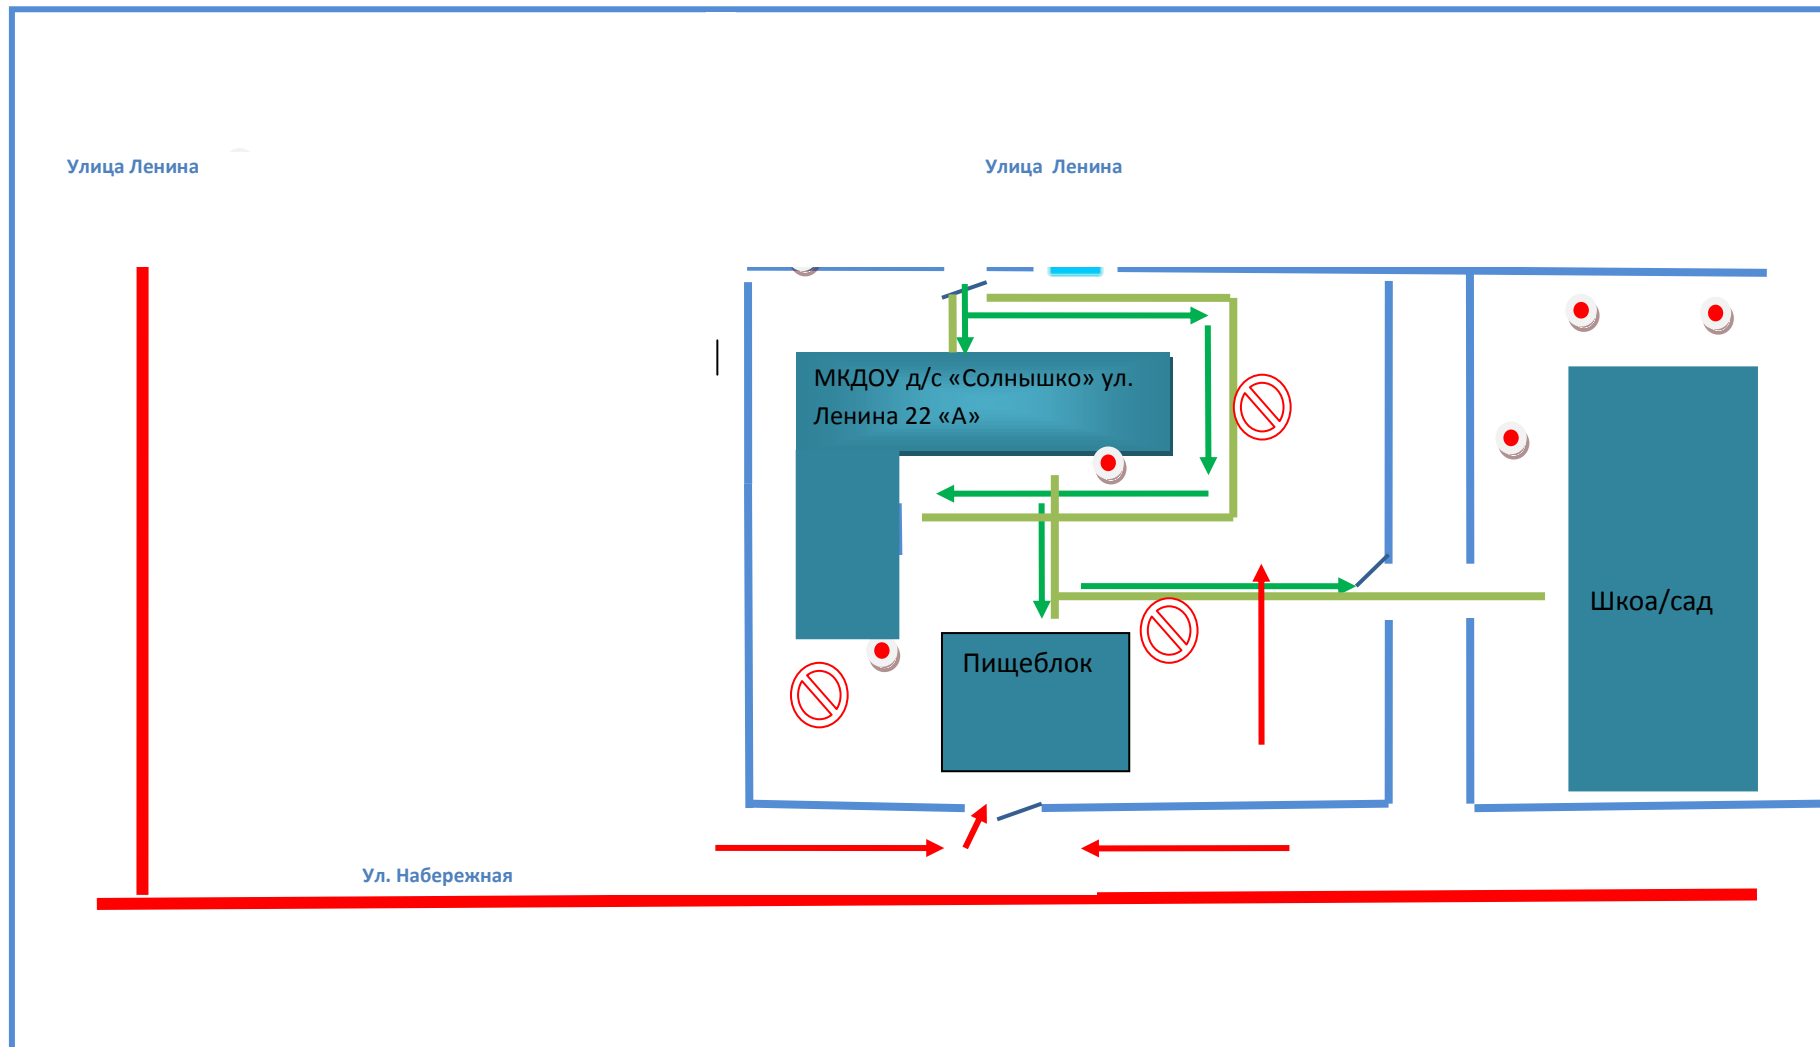 Улица Ленина
Улица Ленина
МКДОУ д/с «Солнышко» ул.
Ленина 22 «А»
Шкоа/сад
Пищеблок
Ул. Набережная